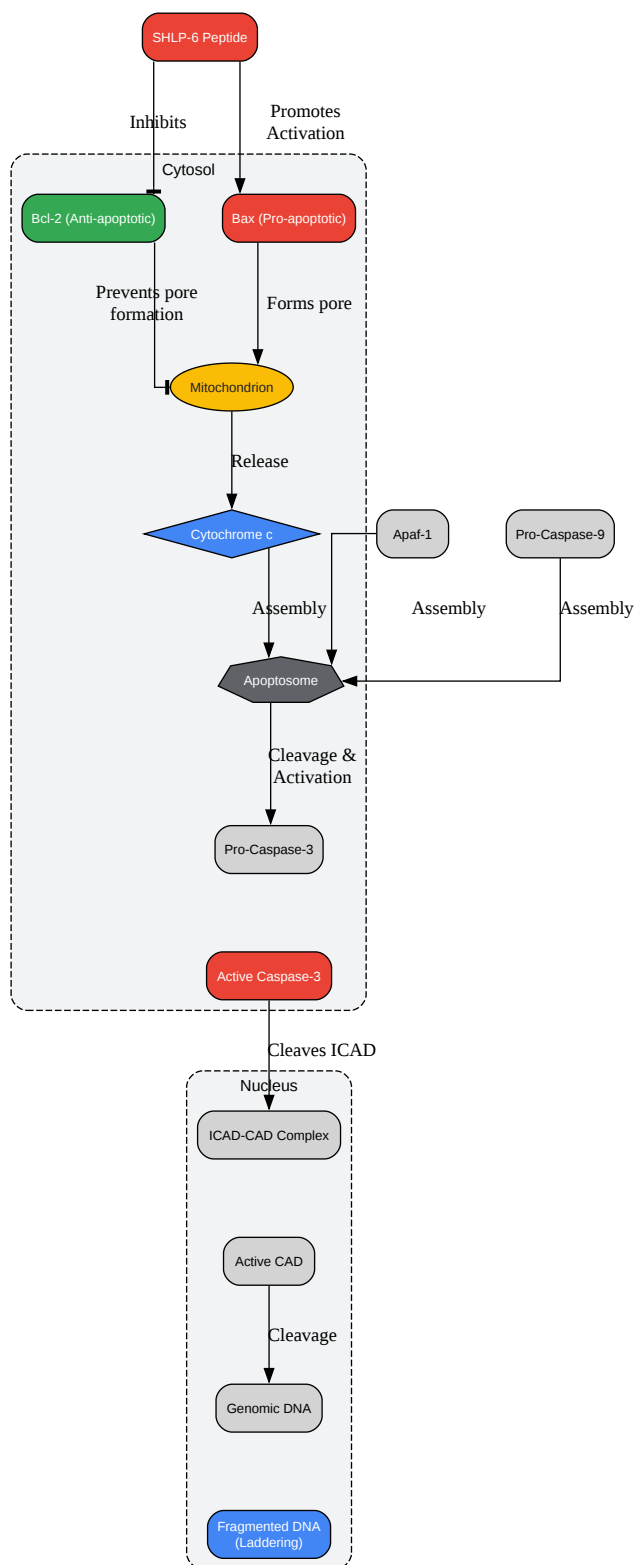 SHLP-6 Peptide
Inhibits
Promotes
Activation
Cytosol
Bcl-2 (Anti-apoptotic)
Bax (Pro-apoptotic)
Prevents pore
formation
Forms pore
Mitochondrion
Release
Cytochrome c
Apaf-1
Pro-Caspase-9
Assembly
Assembly
Assembly
Apoptosome
Cleavage &
Activation
Pro-Caspase-3
Active Caspase-3
Cleaves ICAD
Nucleus
ICAD-CAD Complex
Active CAD
Cleavage
Genomic DNA
Fragmented DNA
(Laddering)